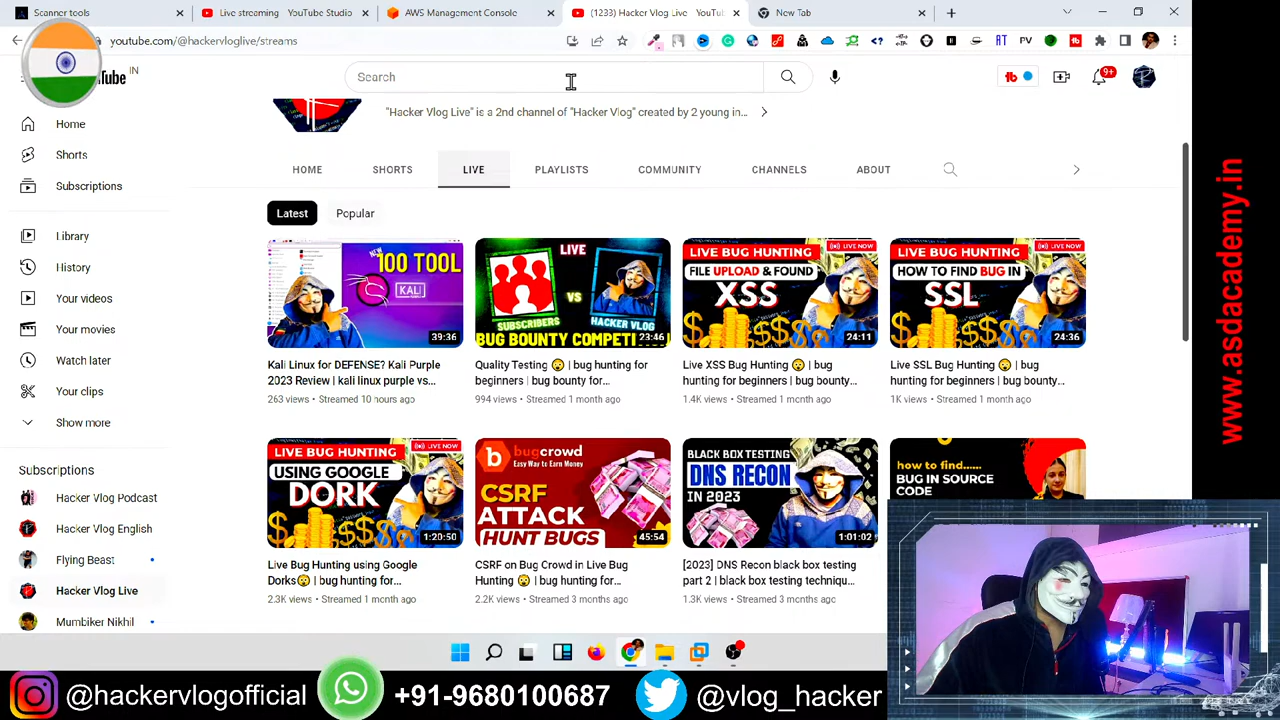 Scanner tools
Live streaming - YouTube Studio
AWS Management Console
(1233) Hacker Vlog Live - YouTu
New Tab
youtube.com/@hackervloglive/streams
IN
Search
9+
"Hacker Vlog Live" is a 2nd channel of "Hacker Vlog" created by 2 young in...
HOME
SHORTS
LIVE
PLAYLISTS
COMMUNITY
CHANNELS
ABOUT
Latest
Popular
Home
Shorts
Subscriptions
Library
History
Your videos
Your movies
Watch later
Your clips
Show more
Subscriptions
Hacker Vlog Podcast
Hacker Vlog English
Flying Beast
Hacker Vlog Live
Mumbiker Nikhil
NEW
100 TOOL
KALI
39:36
Kali Linux for DEFENSE? Kali Purple
2023 Review | kali linux purple vs...
263 views • Streamed 10 hours ago
LIVE
SUBSCRIBERS
VS
HACKER VLOG
BUG BOUNTY COMPETI
23:46
Quality Testing 😮 | bug hunting for
beginners | bug bounty for...
994 views • Streamed 1 month ago
LIVE BUG HUNTING
LIVE NOW
FILE UPLOAD & FOUND
XSS
24:11
Live XSS Bug Hunting 😮 | bug
hunting for beginners | bug bounty...
1.4K views • Streamed 1 month ago
LIVE BUG HUNTING
LIVE NOW
HOW TO FIND BUG IN
SSL
24:36
Live SSL Bug Hunting 😮 | bug
hunting for beginners | bug bounty...
1K views • Streamed 1 month ago
LIVE BUG HUNTING
LIVE NOW
USING GOOGLE
DORK
1:20:50
Live Bug Hunting using Google
Dorks😮 | bug hunting for...
2.3K views • Streamed 1 month ago
bugcrowd
Easy Way to Earn Money
CSRF
ATTACK
HUNT BUGS
45:54
CSRF on Bug Crowd in Live Bug
Hunting 😮 | bug hunting for...
2.2K views • Streamed 3 months ago
BLACK BOX TESTING
DNS RECON
IN 2023
1:01:02
[2023] DNS Recon black box testing
part 2 | black box testing techniqu...
1.3K views • Streamed 3 months ago
how to find......
BUG IN SOURCE
CODE
www.asdacademy.in
@hackervlogofficial
+91-9680100687
@vlog_hacker